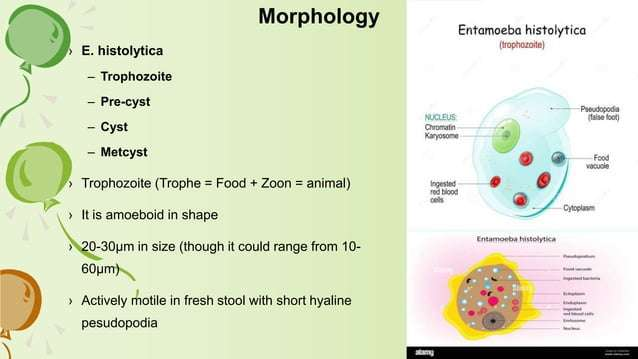 Morphology
› E. histolytica
– Trophozoite
– Pre-cyst
– Cyst
– Metcyst
› Trophozoite (Trophe = Food + Zoon = animal)
› It is amoeboid in shape
› 20-30μm in size (though it could range from 10-
60μm)
› Actively motile in fresh stool with short hyaline
pesudopodia
Entamoeba histolytica
(trophozoite)
Pseudopodia
(false foot)
NUCLEUS:
Chromatin
Karyosome
Food
vacuole
Ingested
red blood
cells
Cytoplasm
Entamoeba histolytica
Pseudopodium
Food vacuole
Ingested bacteria
Ectoplasm
Endoplasm
Ingested
red blood cells
Nucleus
alamy